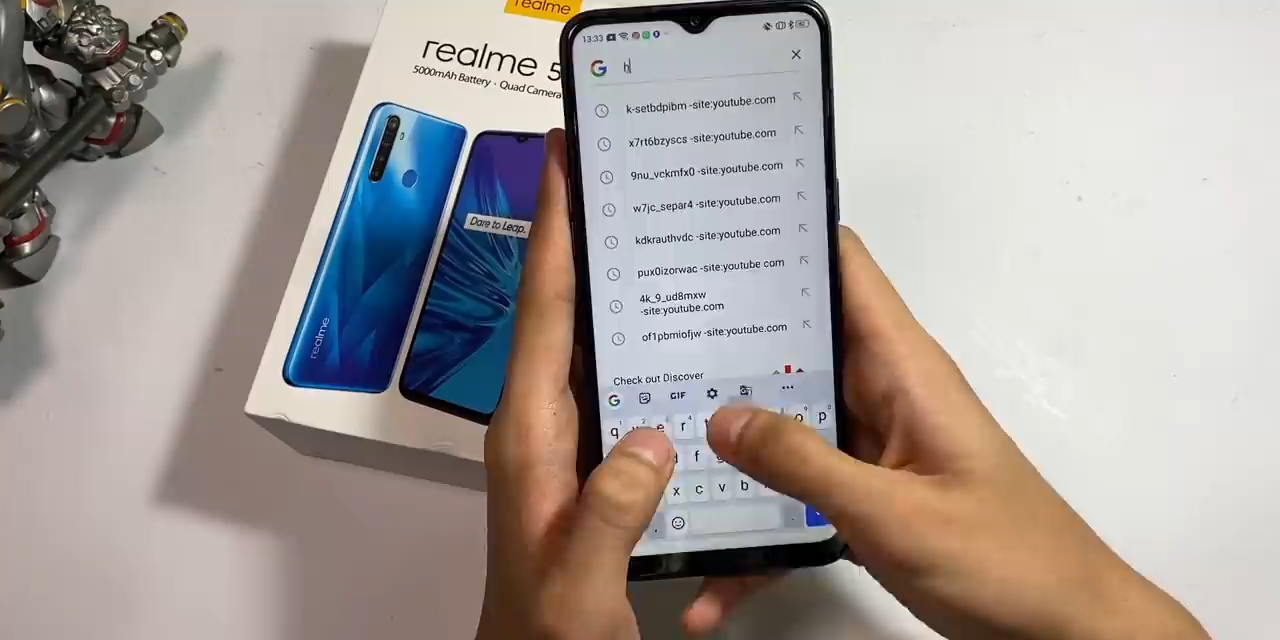 realme
realme 5
5000mAh Battery · Quad Camera
realme
Dare to Leap.
13:33
G h
k-setbdpibm -site:youtube.com
x7rt6bzyscs -site:youtube.com
9nu_vckmfx0 -site:youtube.com
w7jc_separ4 -site:youtube.com
kdkrauthvdc -site:youtube.com
pux0izorwac -site:youtube com
4k_9_ud8mxw
-site:youtube.com
of1pbmiofjw -site:youtube.com
Check out Discover
G GIF
q e r o p
f
x c v b